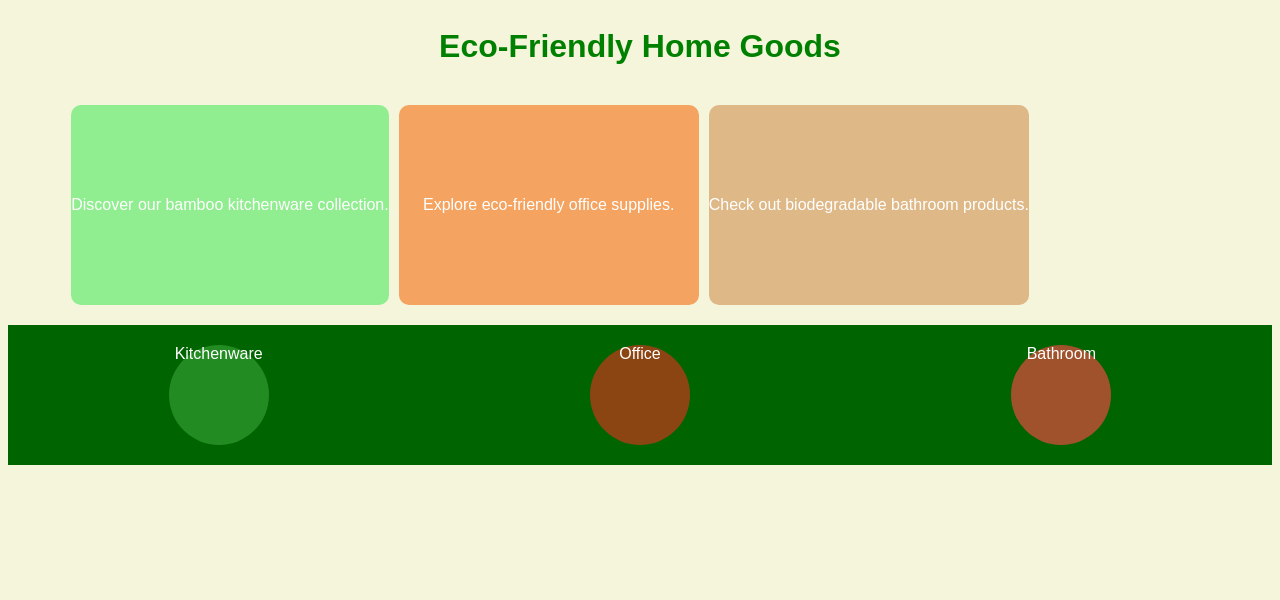 Eco-Friendly Home Goods
Discover our bamboo kitchenware collection.
Explore eco-friendly office supplies.
Check out biodegradable bathroom products.
Kitchenware
Office
Bathroom